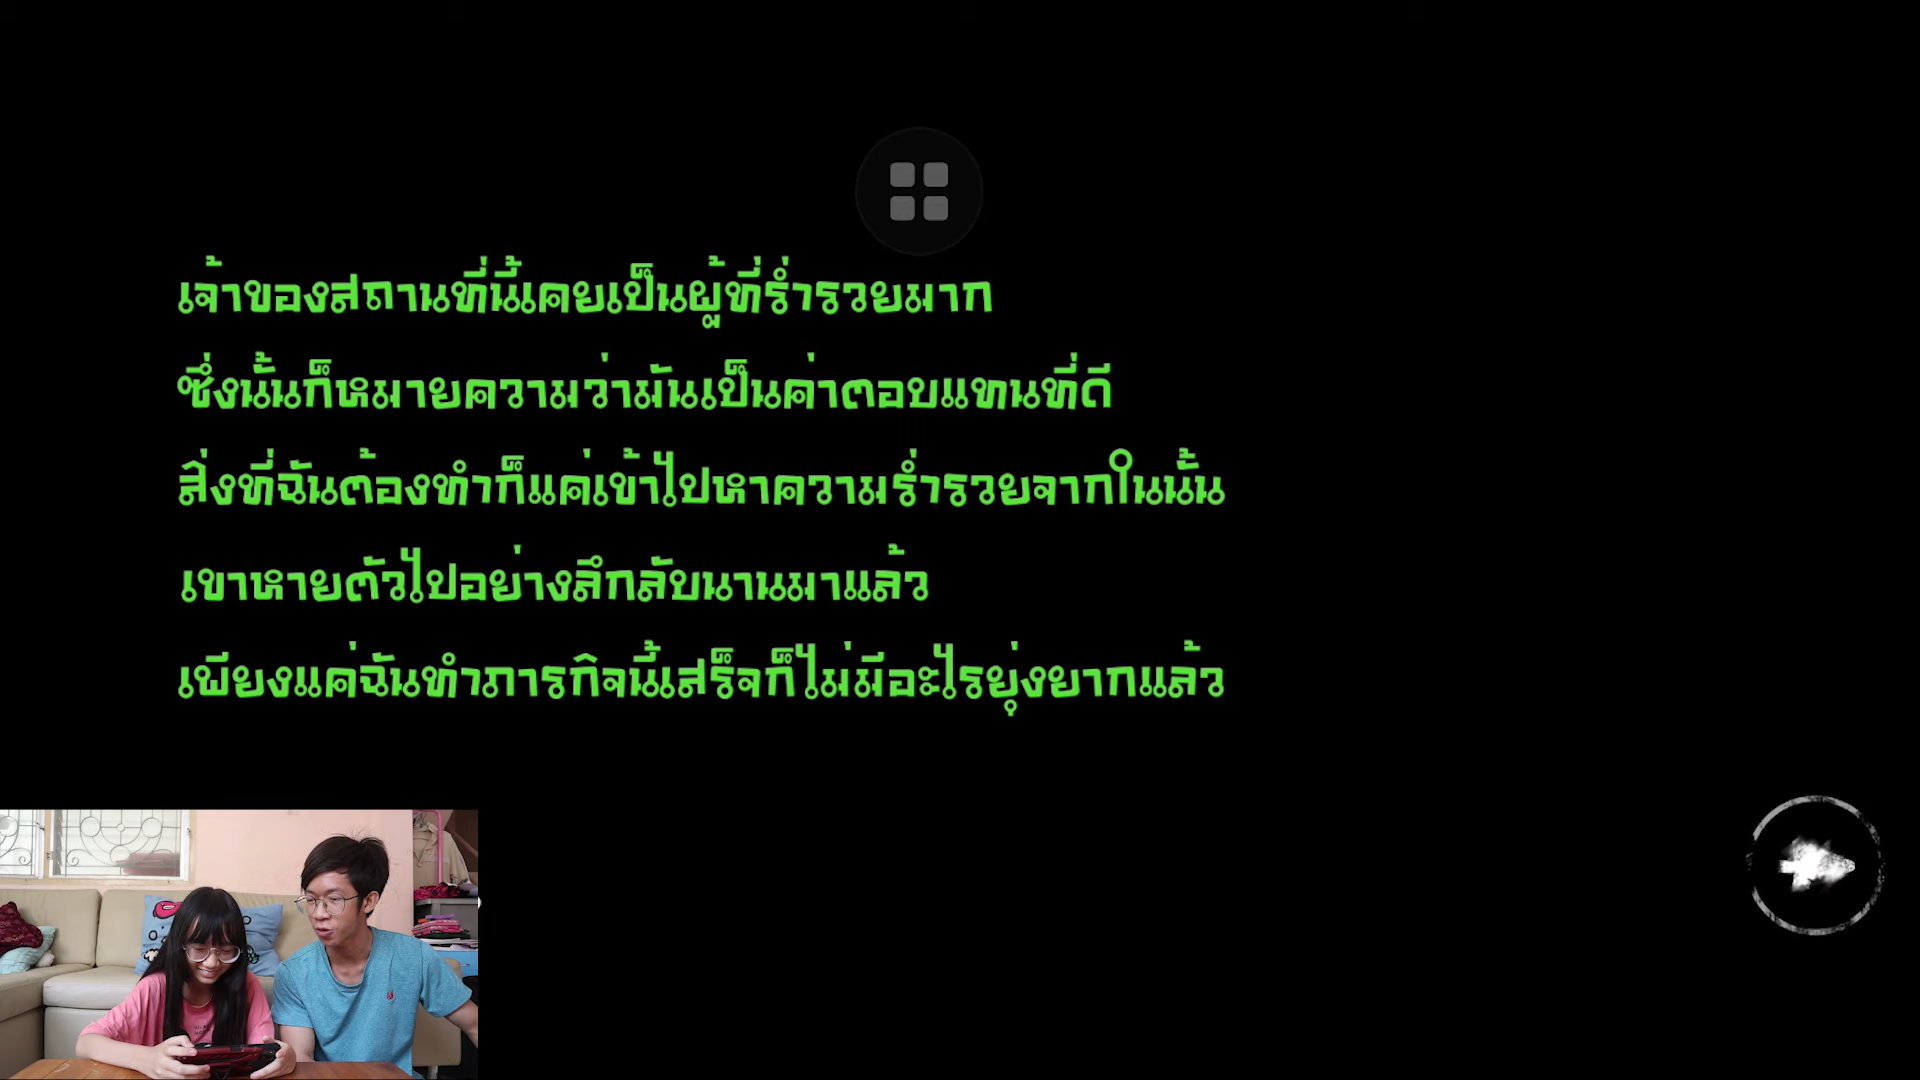 เจ้าของสถานที่นี้เคยเป็นผู้ที่ร่ำรวยมาก
ซึ่งนั้นก็หมายความว่ามันเป็นค่าตอบแทนที่ดี
สิ่งที่ฉันต้องทำก็แค่เข้าไปหาความร่ำรวยจากในนั้น
เขาหายตัวไปอย่างลึกลับนานมาแล้ว
เพียงแค่ฉันทำภารกิจนี้เสร็จก็ไม่มีอะไรยุ่งยากแล้ว